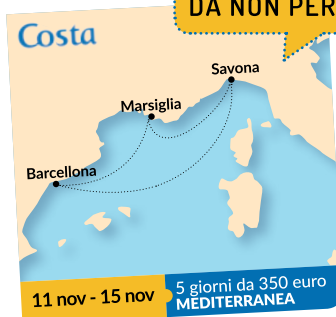 DA NON PER
Costa
Savona
Marsiglia
Barcellona
11 nov - 15 nov
5 giorni da 350 euro
MEDITERRANEA